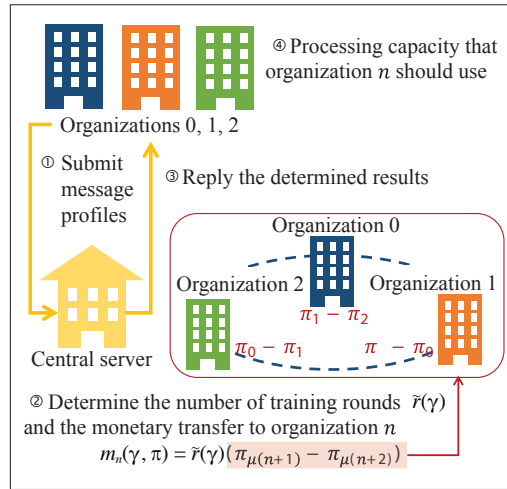 ④ Processing capacity that
organization n should use
Organizations 0, 1, 2
① Submit
message
profiles
③ Reply the determined results
Organization 0
Organization 2
Organization 1
π₁ − π₂
π₀ − π₁
π − π₀
Central server
② Determine the number of training rounds r̃(γ)
and the monetary transfer to organization n
mₙ(γ, π) = r̃(γ)(π_μ(n+1) − π_μ(n+2))